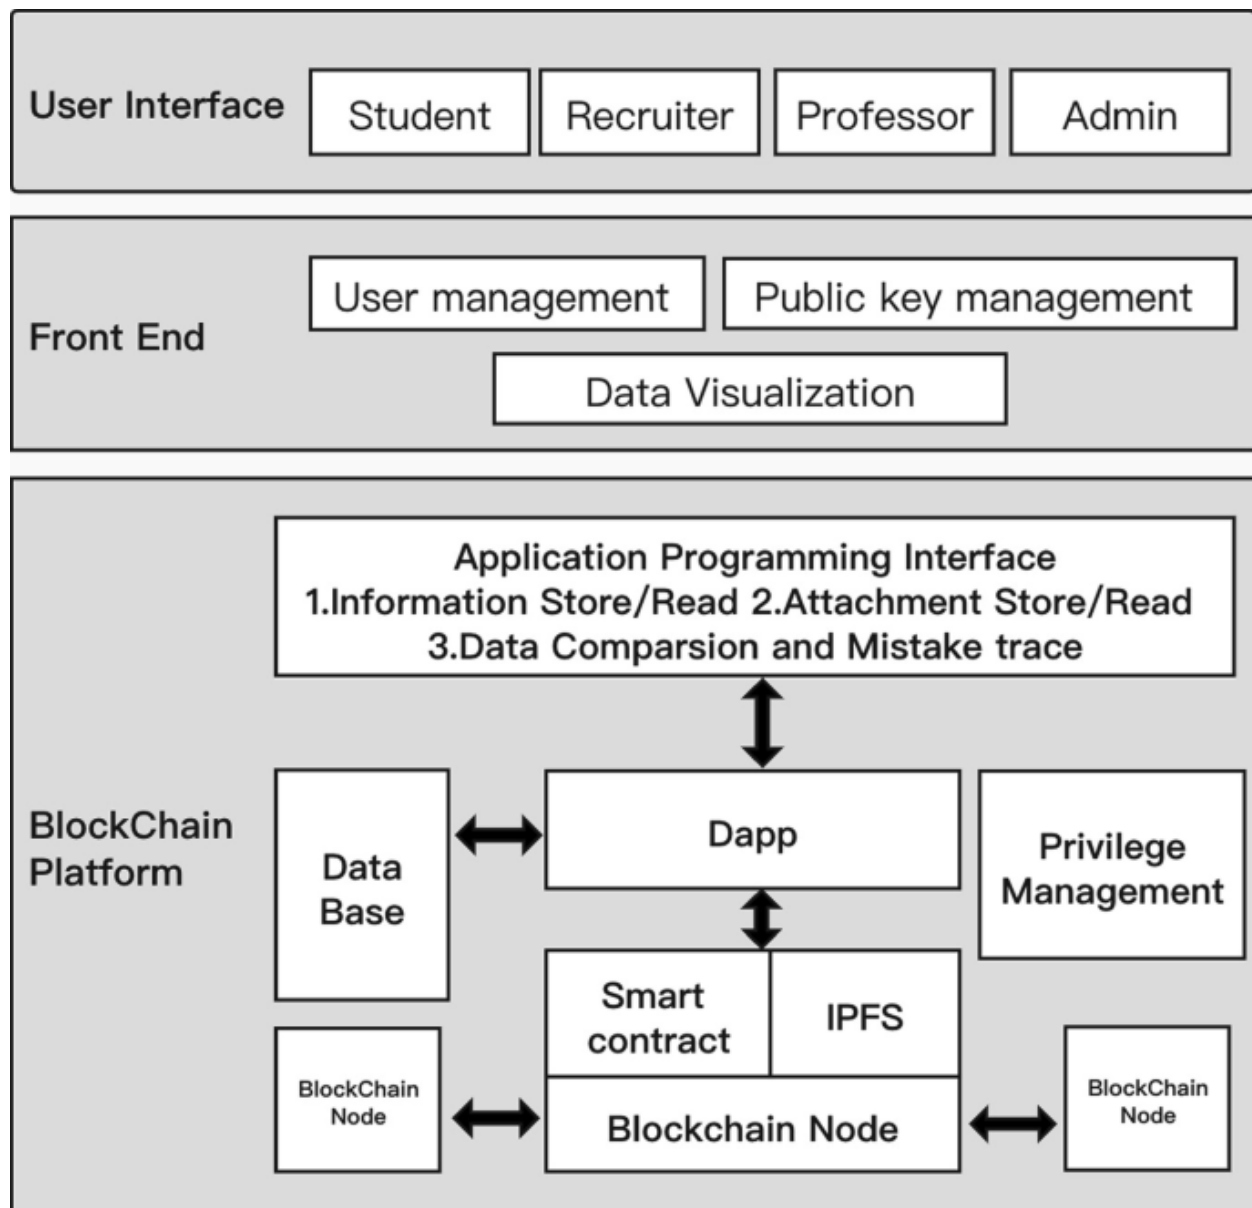 User Interface
Student
Recruiter
Professor
Admin
Front End
User management
Public key management
Data Visualization
BlockChain
Platform
Application Programming Interface
1.Information Store/Read 2.Attachment Store/Read
3.Data Comparsion and Mistake trace
Data
Base
Dapp
Privilege
Management
Smart
contract
IPFS
BlockChain
Node
Blockchain Node
BlockChain
Node